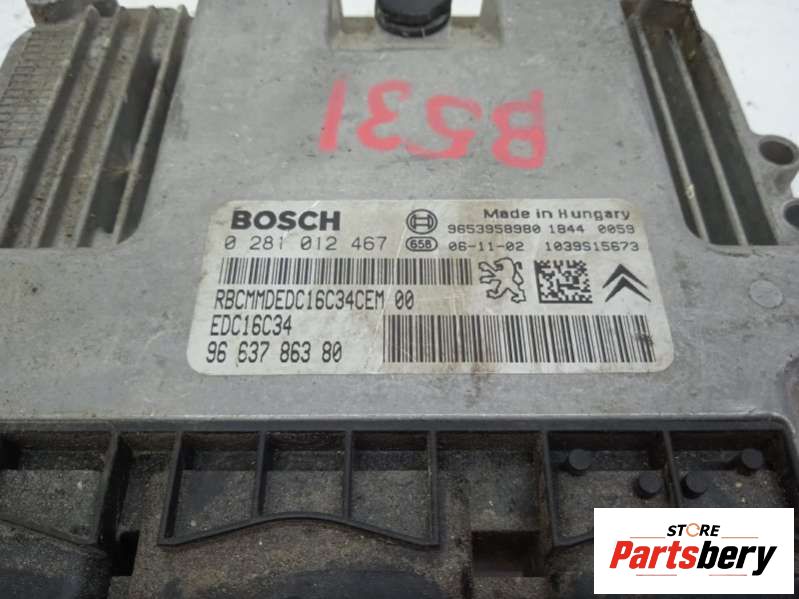 B531
BOSCH
Made in Hungary
9653958980 1844 0059
0 281 012 467
658 06-11-02 1039S15673
RBCMMDEDC16C34CEM 00
EDC16C34
96 637 863 80
STORE
Partsbery